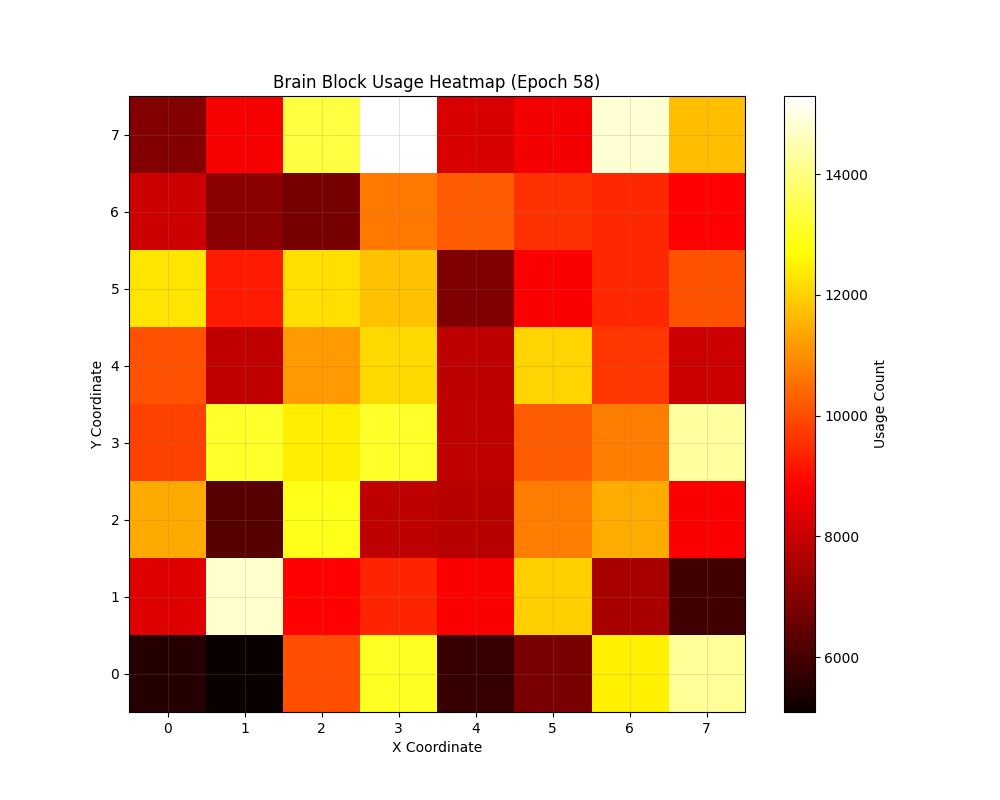 Brain Block Usage Heatmap (Epoch 58)
7
6
5
4
3
2
1
0
Y Coordinate
0 1 2 3 4 5 6 7
X Coordinate
14000
12000
10000
8000
6000
Usage Count